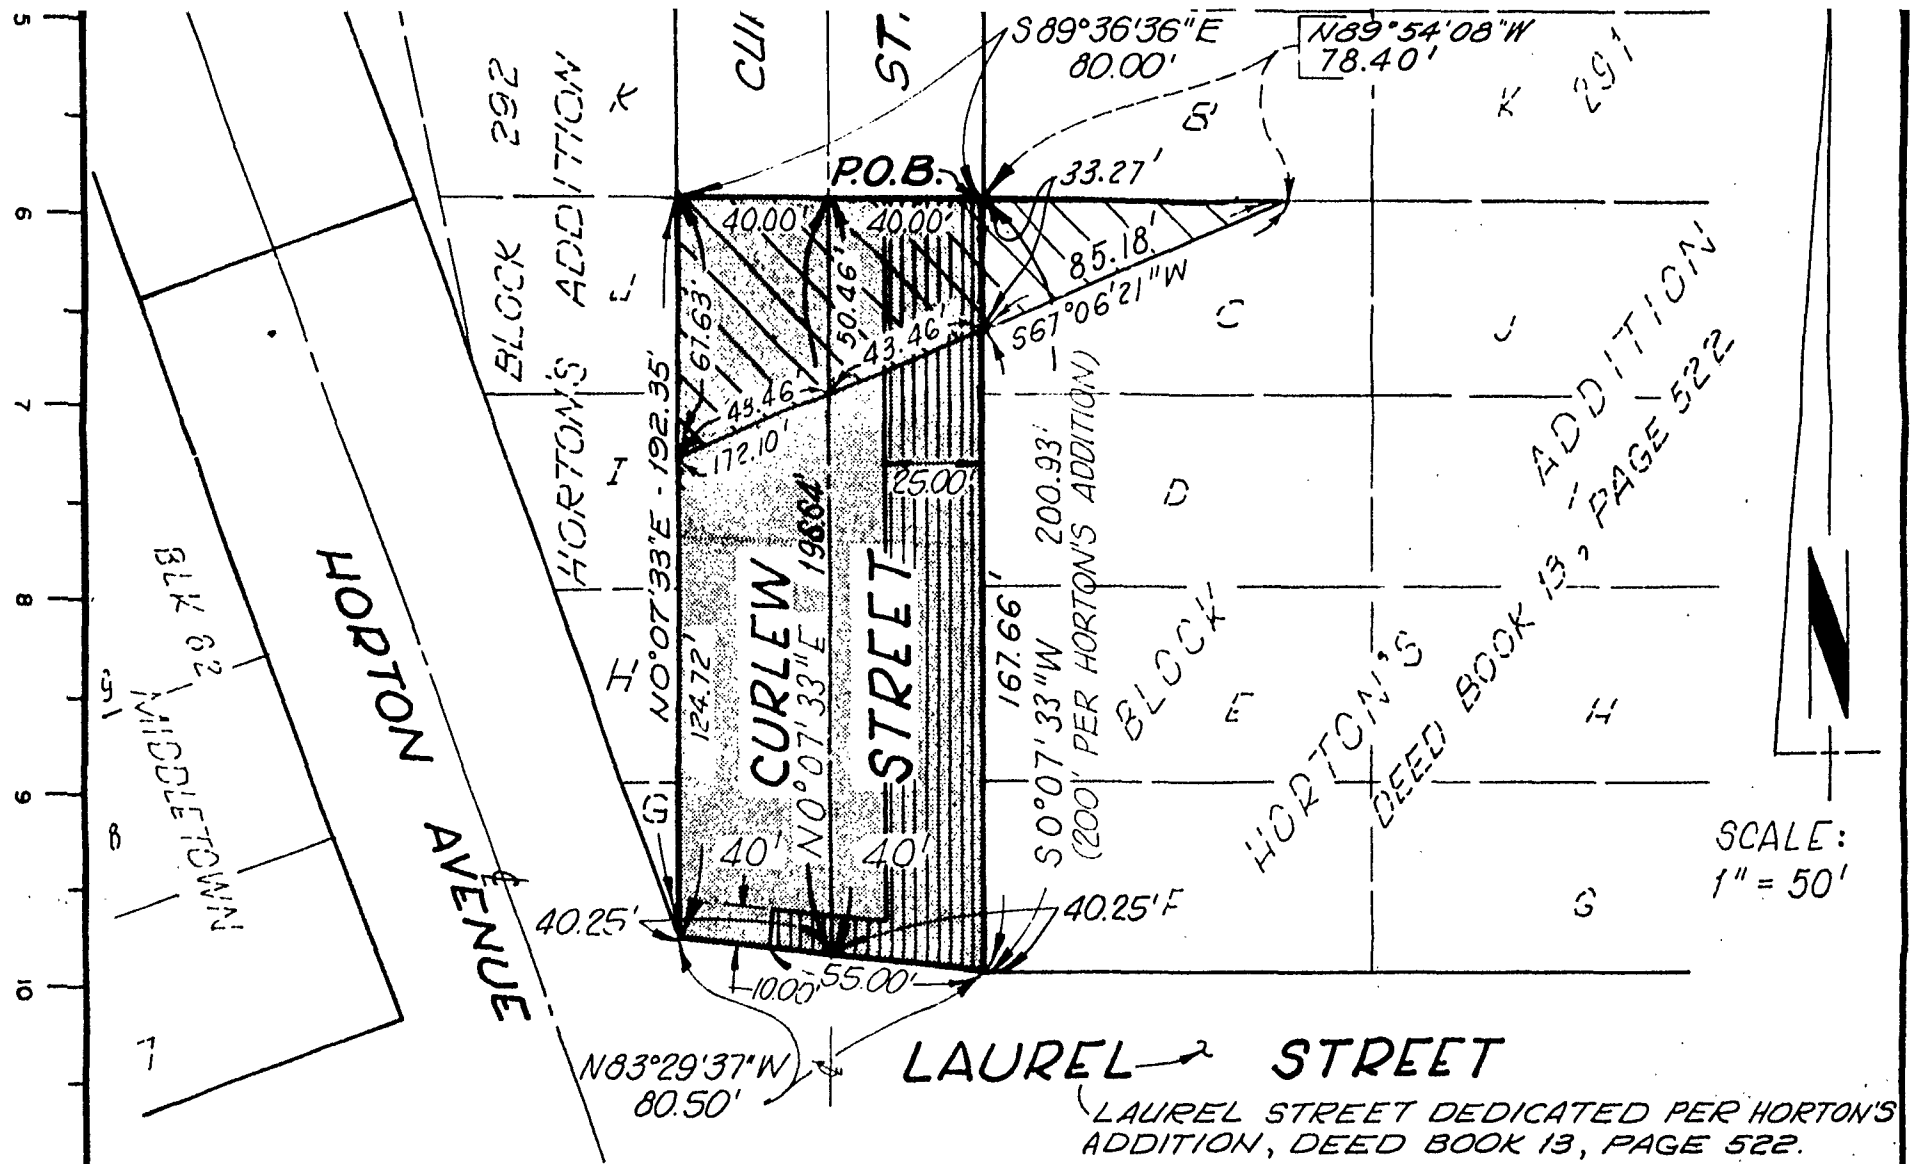 5
6
7
8
9
10
S89°36'36"E
80.00'
N89°54'08"W
78.40'
BLOCK 292
HORTON'S ADDITION
K
J
I
H
G
ST.
P.O.B.
33.27'
40.00'
40.00'
85.18'
S67°06'21"W
67.63'
50.46'
43.46'
43.46'
172.10'
N0°07'33"E - 192.35'
124.72'
25.00'
CURLEW
STREET
N0°07'33"E
167.66'
S0°07'33"W 200.93'
(200' PER HORTON'S ADDITION)
40'
40'
40.25'
40.25'
10.00'
55.00'
N83°29'37"W
80.50'
HORTON AVENUE
BLK 62
MIDDLETOWN
9
8
7
K
291
C
J
D
BLOCK
E
H
F
G
HORTON'S ADDITION
DEED BOOK 13, PAGE 522
N
SCALE:
1" = 50'
LAUREL STREET
LAUREL STREET DEDICATED PER HORTON'S
ADDITION, DEED BOOK 13, PAGE 522.